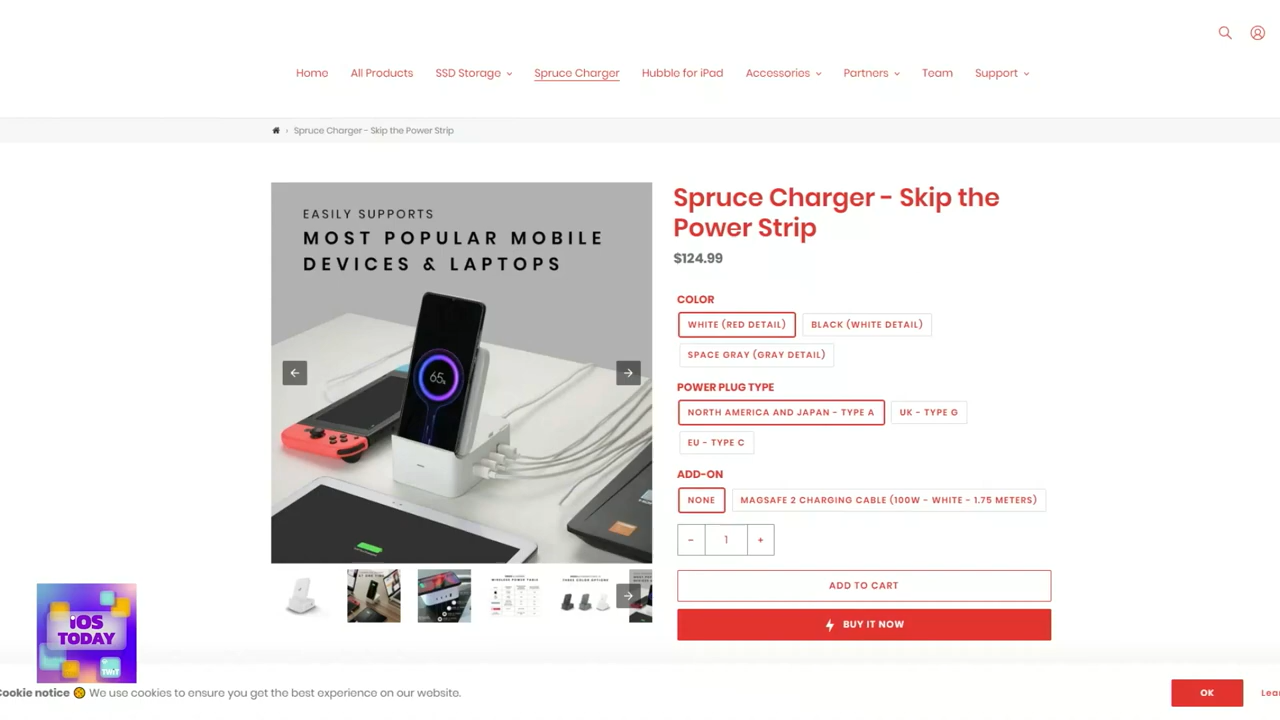 Home All Products SSD Storage Spruce Charger Hubble for iPad Accessories Partners Team Support
Spruce Charger - Skip the Power Strip
EASILY SUPPORTS
MOST POPULAR MOBILE
DEVICES & LAPTOPS
65%
Spruce Charger - Skip the
Power Strip
$124.99
COLOR
WHITE (RED DETAIL) BLACK (WHITE DETAIL)
SPACE GRAY (GRAY DETAIL)
POWER PLUG TYPE
NORTH AMERICA AND JAPAN - TYPE A UK - TYPE G
EU - TYPE C
ADD-ON
NONE MAGSAFE 2 CHARGING CABLE (100W - WHITE - 1.75 METERS)
- 1 +
ADD TO CART
BUY IT NOW
iOS
TODAY
TWiT
Cookie notice We use cookies to ensure you get the best experience on our website.
OK Lea